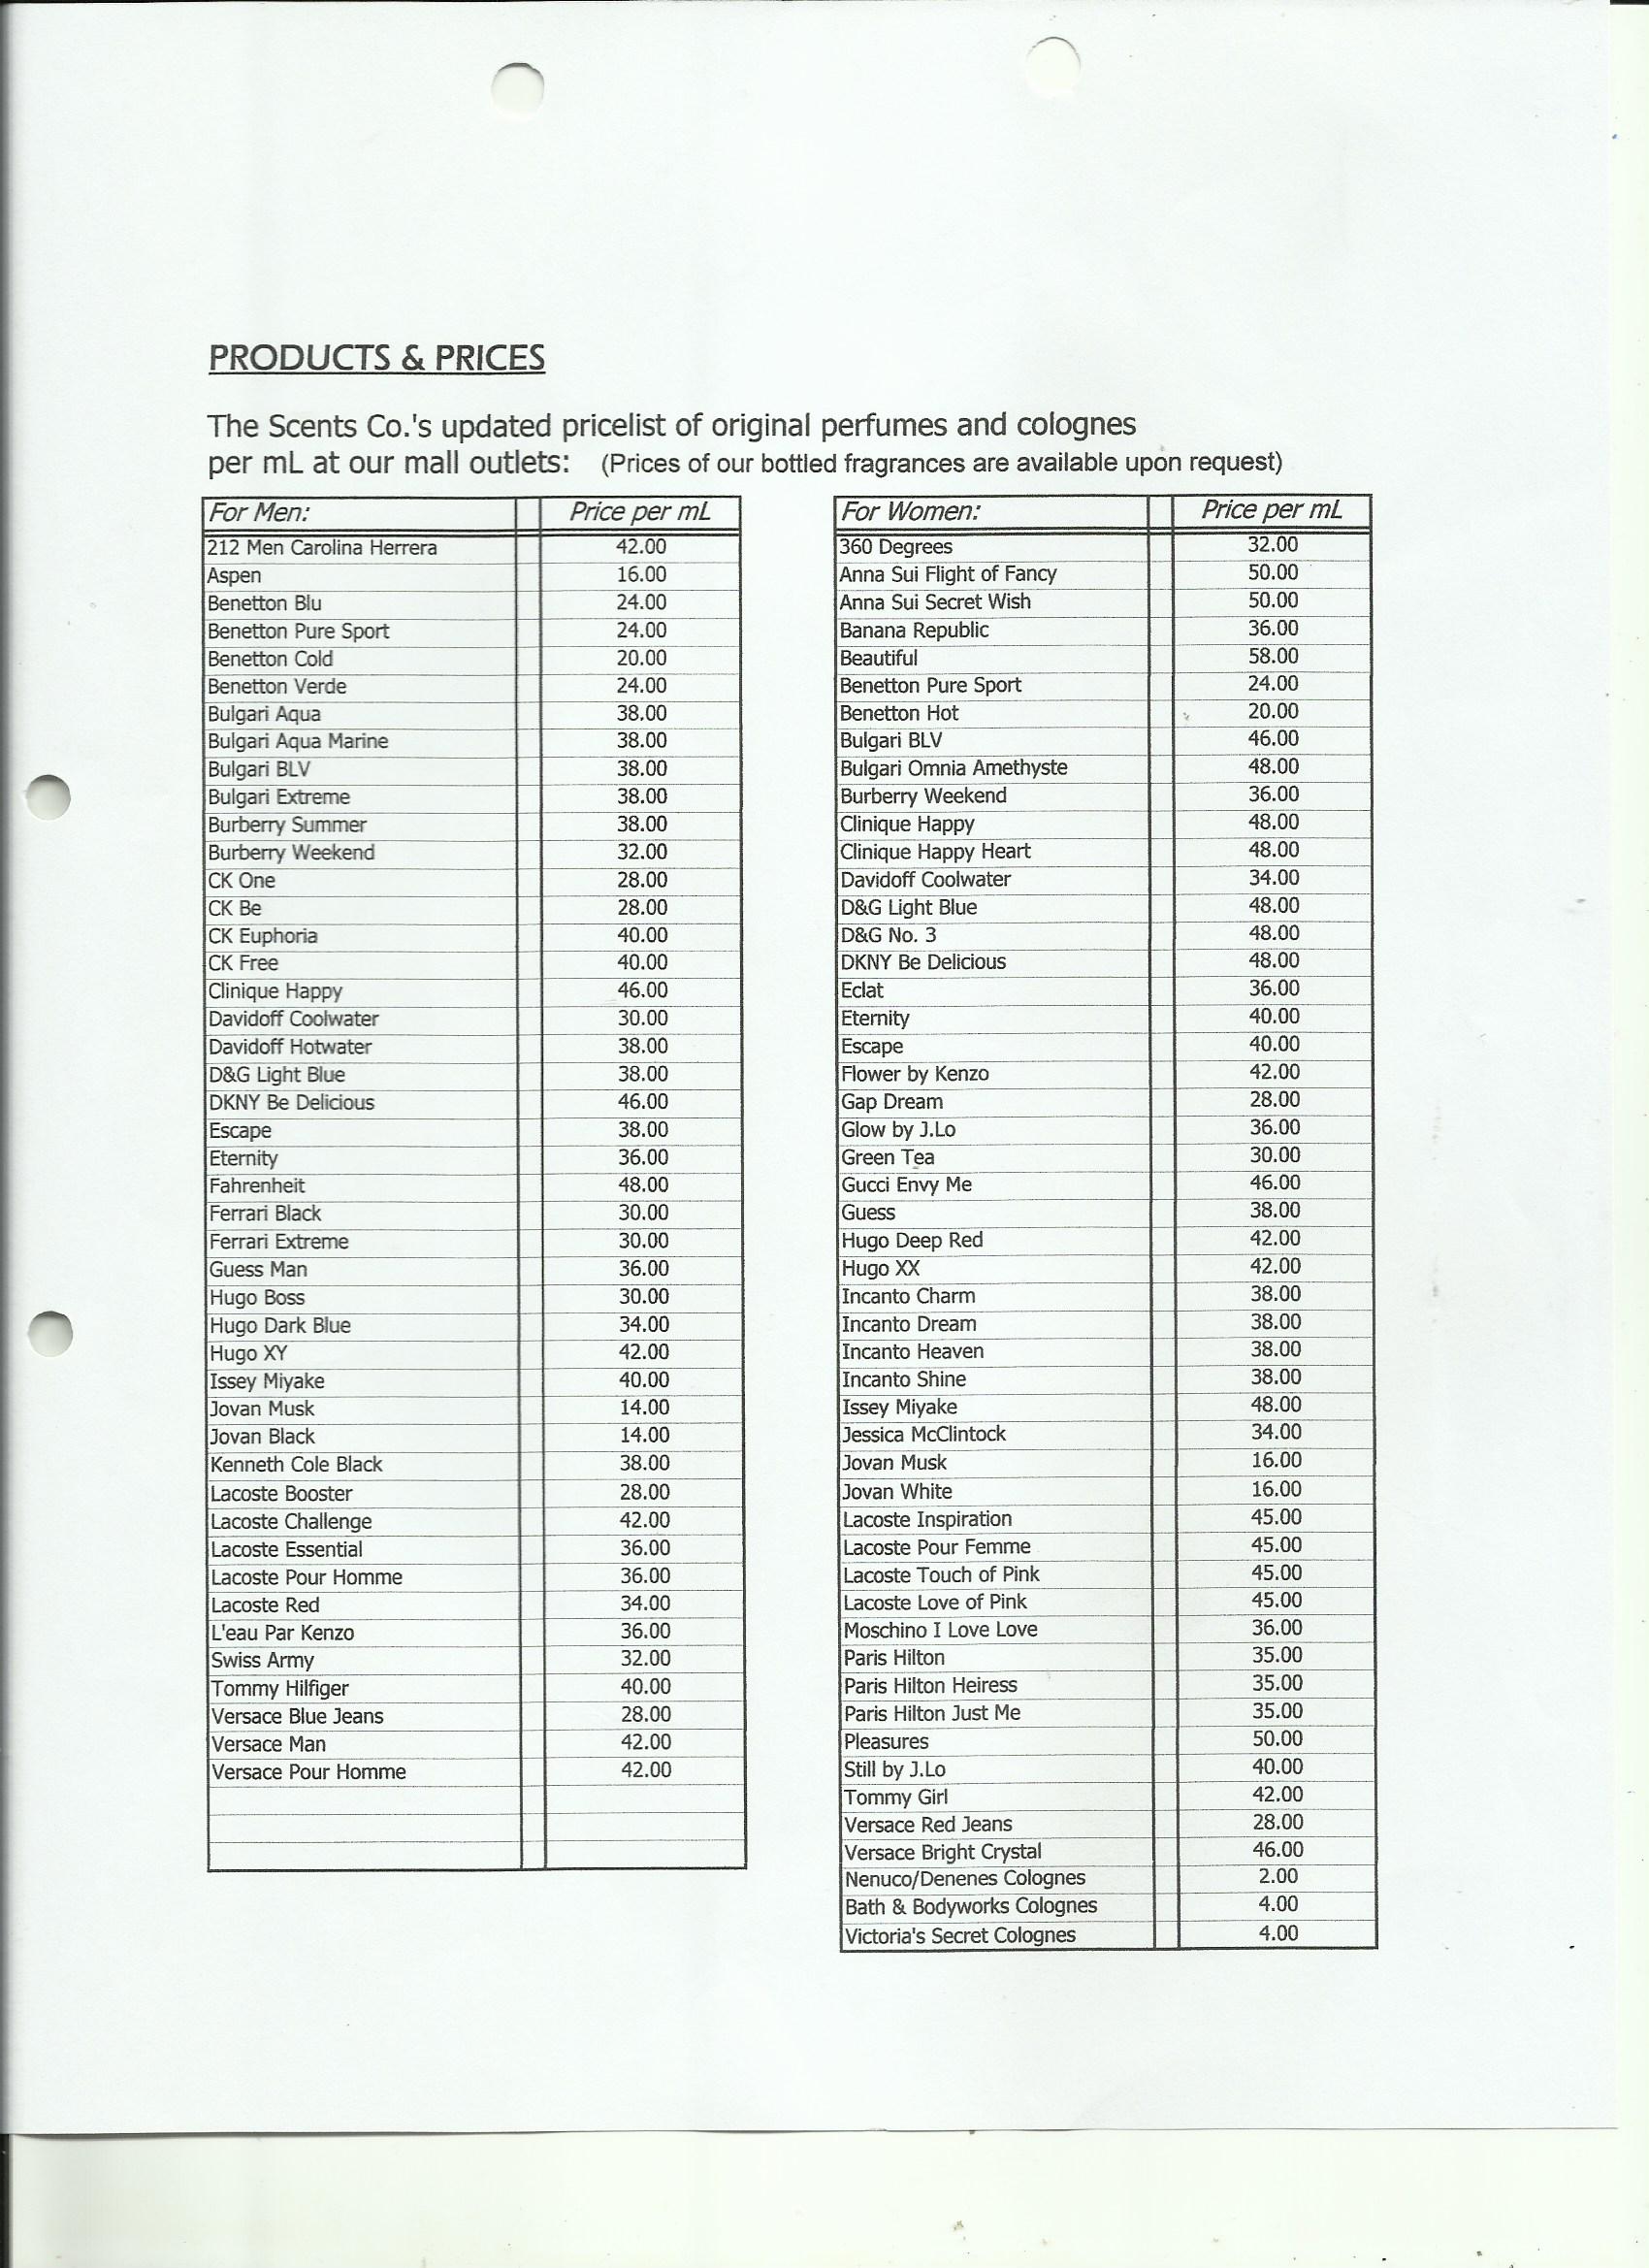 PRODUCTS & PRICES
The Scents Co.'s updated pricelist of original perfumes and colognes
per mL at our mall outlets: (Prices of our bottled fragrances are available upon request)
For Men: Price per mL
212 Men Carolina Herrera 42.00
Aspen 16.00
Benetton Blu 24.00
Benetton Pure Sport 24.00
Benetton Cold 20.00
Benetton Verde 24.00
Bulgari Aqua 38.00
Bulgari Aqua Marine 38.00
Bulgari BLV 38.00
Bulgari Extreme 38.00
Burberry Summer 38.00
Burberry Weekend 32.00
CK One 28.00
CK Be 28.00
CK Euphoria 40.00
CK Free 40.00
Clinique Happy 46.00
Davidoff Coolwater 30.00
Davidoff Hotwater 38.00
D&G Light Blue 38.00
DKNY Be Delicious 46.00
Escape 38.00
Eternity 36.00
Fahrenheit 48.00
Ferrari Black 30.00
Ferrari Extreme 30.00
Guess Man 36.00
Hugo Boss 30.00
Hugo Dark Blue 34.00
Hugo XY 42.00
Issey Miyake 40.00
Jovan Musk 14.00
Jovan Black 14.00
Kenneth Cole Black 38.00
Lacoste Booster 28.00
Lacoste Challenge 42.00
Lacoste Essential 36.00
Lacoste Pour Homme 36.00
Lacoste Red 34.00
L'eau Par Kenzo 36.00
Swiss Army 32.00
Tommy Hilfiger 40.00
Versace Blue Jeans 28.00
Versace Man 42.00
Versace Pour Homme 42.00
For Women: Price per mL
360 Degrees 32.00
Anna Sui Flight of Fancy 50.00
Anna Sui Secret Wish 50.00
Banana Republic 36.00
Beautiful 58.00
Benetton Pure Sport 24.00
Benetton Hot 20.00
Bulgari BLV 46.00
Bulgari Omnia Amethyste 48.00
Burberry Weekend 36.00
Clinique Happy 48.00
Clinique Happy Heart 48.00
Davidoff Coolwater 34.00
D&G Light Blue 48.00
D&G No. 3 48.00
DKNY Be Delicious 48.00
Eclat 36.00
Eternity 40.00
Escape 40.00
Flower by Kenzo 42.00
Gap Dream 28.00
Glow by J.Lo 36.00
Green Tea 30.00
Gucci Envy Me 46.00
Guess 38.00
Hugo Deep Red 42.00
Hugo XX 42.00
Incanto Charm 38.00
Incanto Dream 38.00
Incanto Heaven 38.00
Incanto Shine 38.00
Issey Miyake 48.00
Jessica McClintock 34.00
Jovan Musk 16.00
Jovan White 16.00
Lacoste Inspiration 45.00
Lacoste Pour Femme 45.00
Lacoste Touch of Pink 45.00
Lacoste Love of Pink 45.00
Moschino I Love Love 36.00
Paris Hilton 35.00
Paris Hilton Heiress 35.00
Paris Hilton Just Me 35.00
Pleasures 50.00
Still by J.Lo 40.00
Tommy Girl 42.00
Versace Red Jeans 28.00
Versace Bright Crystal 46.00
Nenuco/Denenes Colognes 2.00
Bath & Bodyworks Colognes 4.00
Victoria's Secret Colognes 4.00